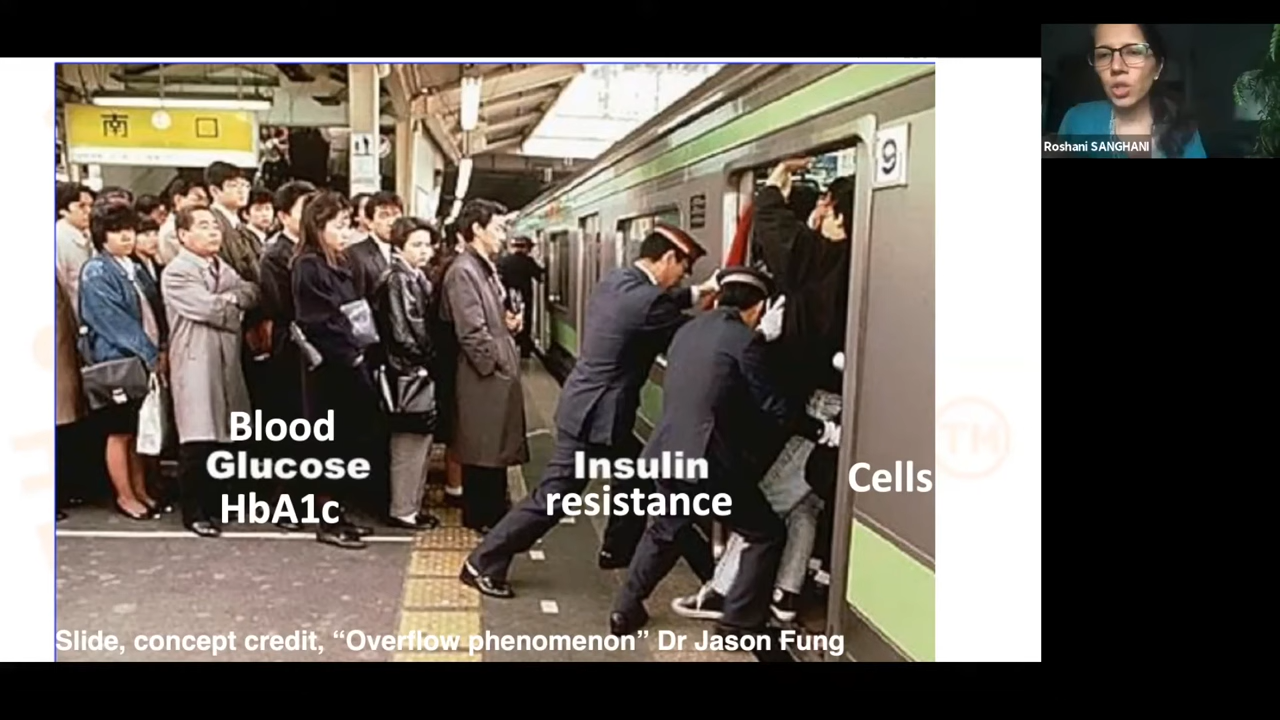 南 口
9
Roshani SANGHANI
Blood
Glucose
HbA1c
Insulin
resistance
Cells
TH
Slide, concept credit, “Overflow phenomenon” Dr Jason Fung